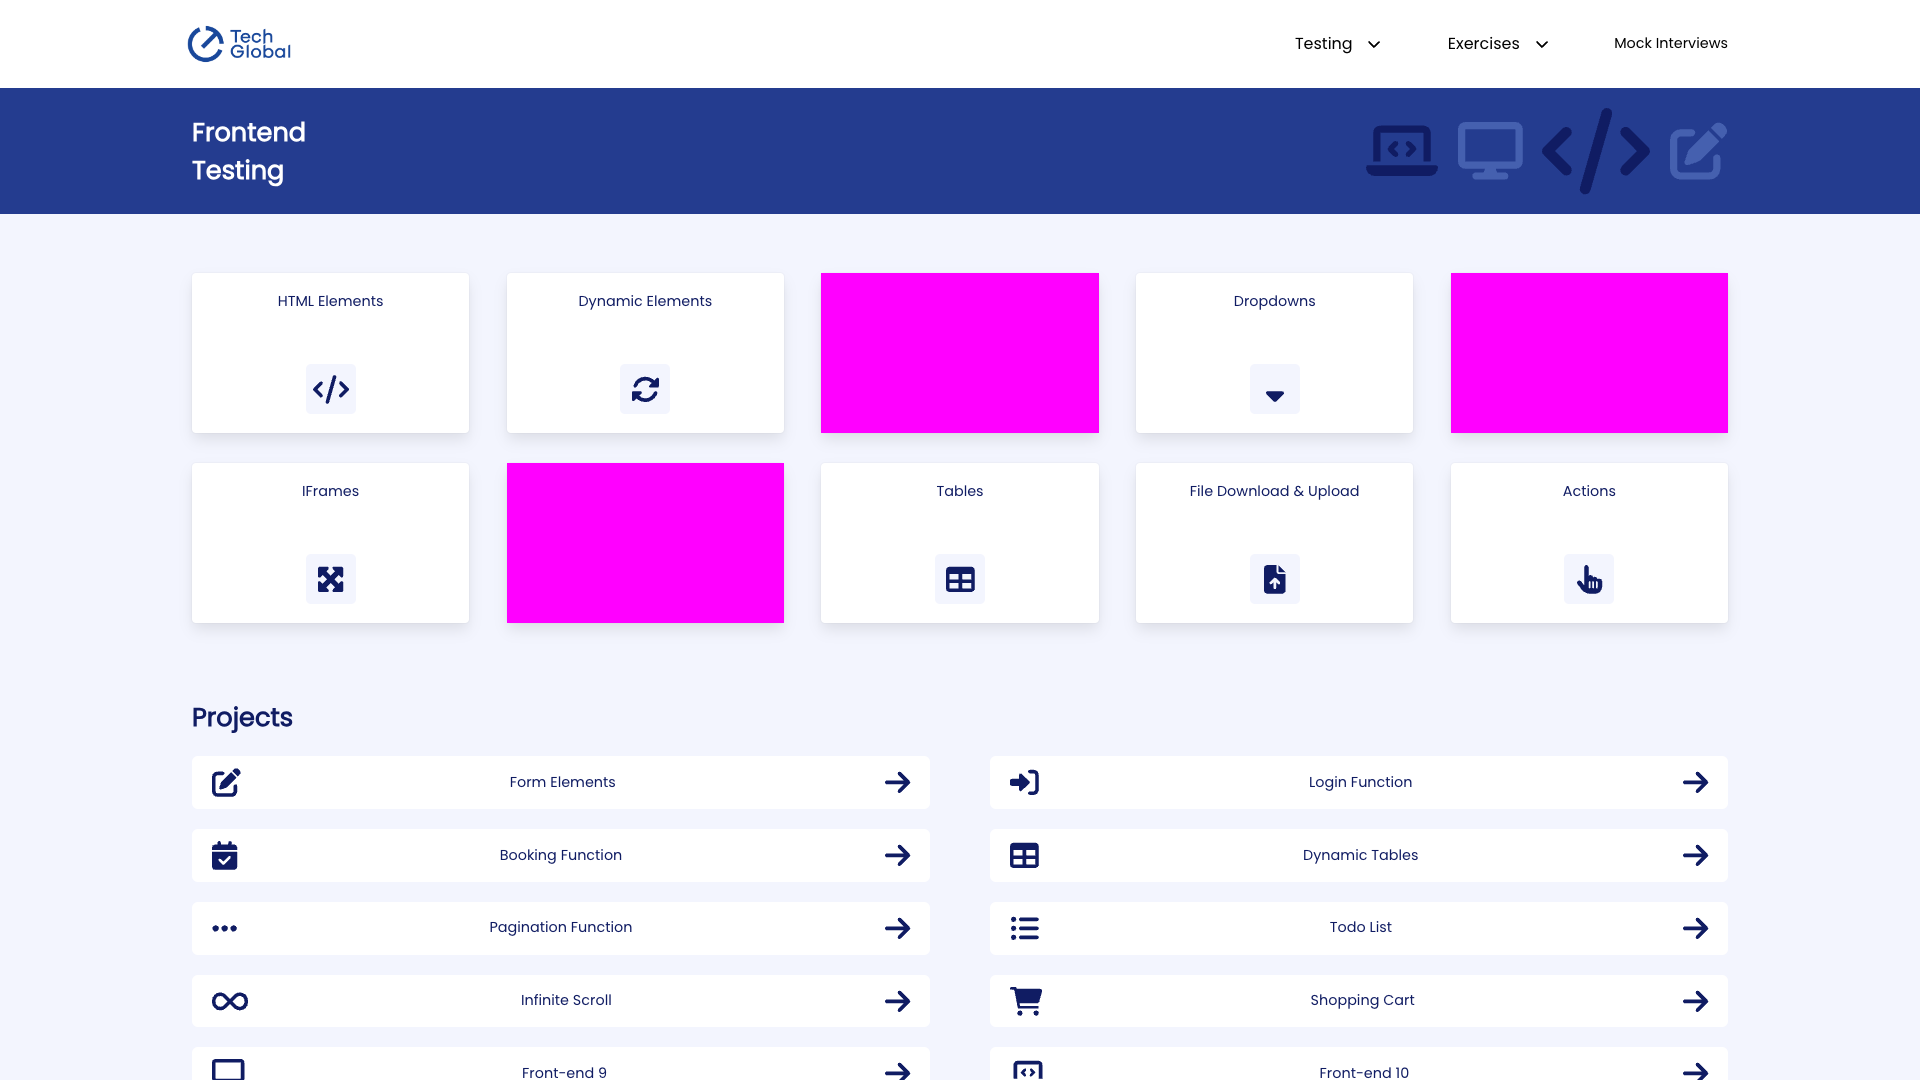 Tech
Global
Testing
Exercises
Mock Interviews
Frontend
Testing
HTML Elements
Dynamic Elements
Dropdowns
IFrames
Tables
File Download & Upload
Actions
Projects
Form Elements
Login Function
Booking Function
Dynamic Tables
Pagination Function
Todo List
Infinite Scroll
Shopping Cart
Front-end 9
Front-end 10